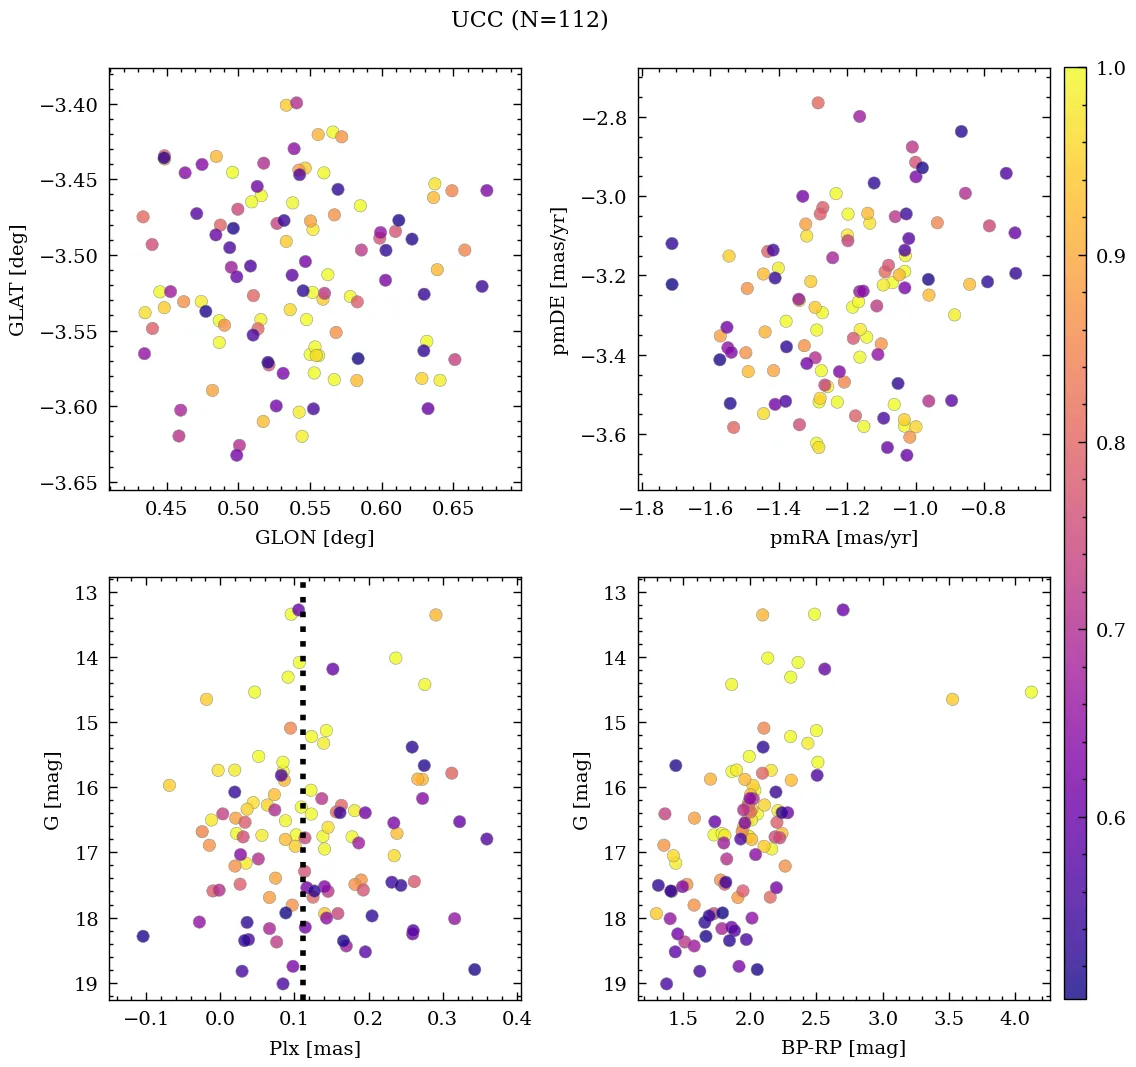 UCC (N=112)
−3.40
−3.45
−3.50
−3.55
−3.60
−3.65
GLAT [deg]
0.45 0.50 0.55 0.60 0.65
GLON [deg]
−2.8
−3.0
−3.2
−3.4
−3.6
pmDE [mas/yr]
−1.8 −1.6 −1.4 −1.2 −1.0 −0.8
pmRA [mas/yr]
1.0
0.9
0.8
0.7
0.6
13
14
15
16
17
18
19
G [mag]
−0.1 0.0 0.1 0.2 0.3 0.4
Plx [mas]
13
14
15
16
17
18
19
G [mag]
1.5 2.0 2.5 3.0 3.5 4.0
BP-RP [mag]